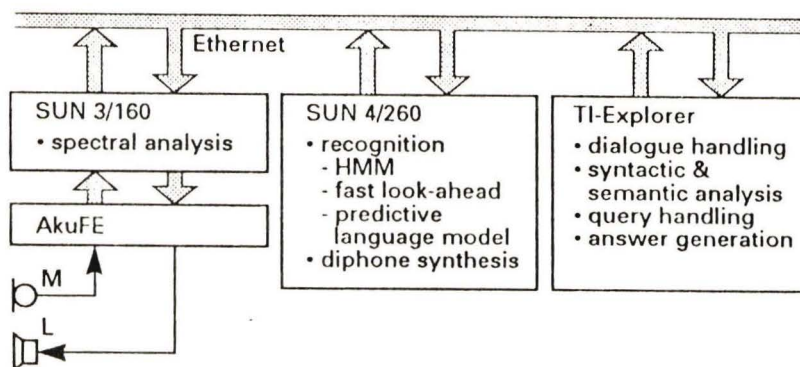 Ethernet
SUN 3/160
• spectral analysis
AkuFE
M
L
SUN 4/260
• recognition
- HMM
- fast look-ahead
- predictive
language model
• diphone synthesis
TI-Explorer
• dialogue handling
• syntactic &
semantic analysis
• query handling
• answer generation